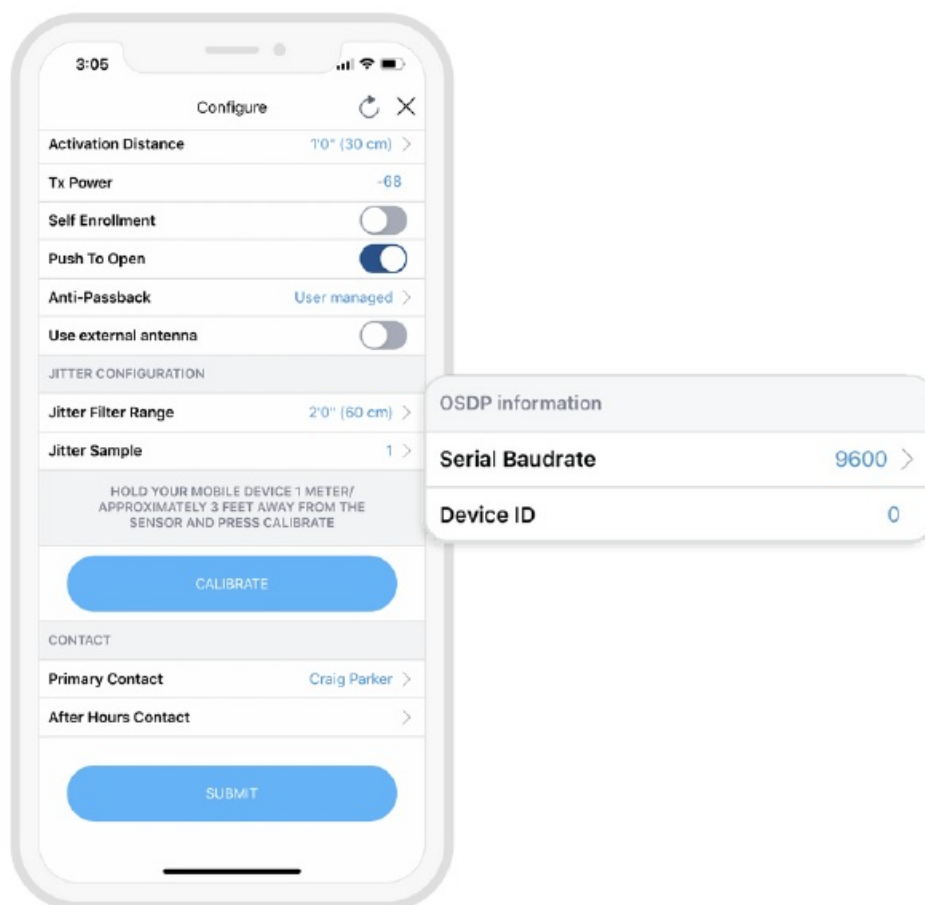 3:05
Configure
Activation Distance 1'0" (30 cm)
Tx Power -68
Self Enrollment
Push To Open
Anti-Passback User managed
Use external antenna
JITTER CONFIGURATION
Jitter Filter Range 2'0" (60 cm)
Jitter Sample 1
HOLD YOUR MOBILE DEVICE 1 METER/
APPROXIMATELY 3 FEET AWAY FROM THE
SENSOR AND PRESS CALIBRATE
CALIBRATE
CONTACT
Primary Contact Craig Parker
After Hours Contact
SUBMIT
OSDP information
Serial Baudrate 9600
Device ID 0